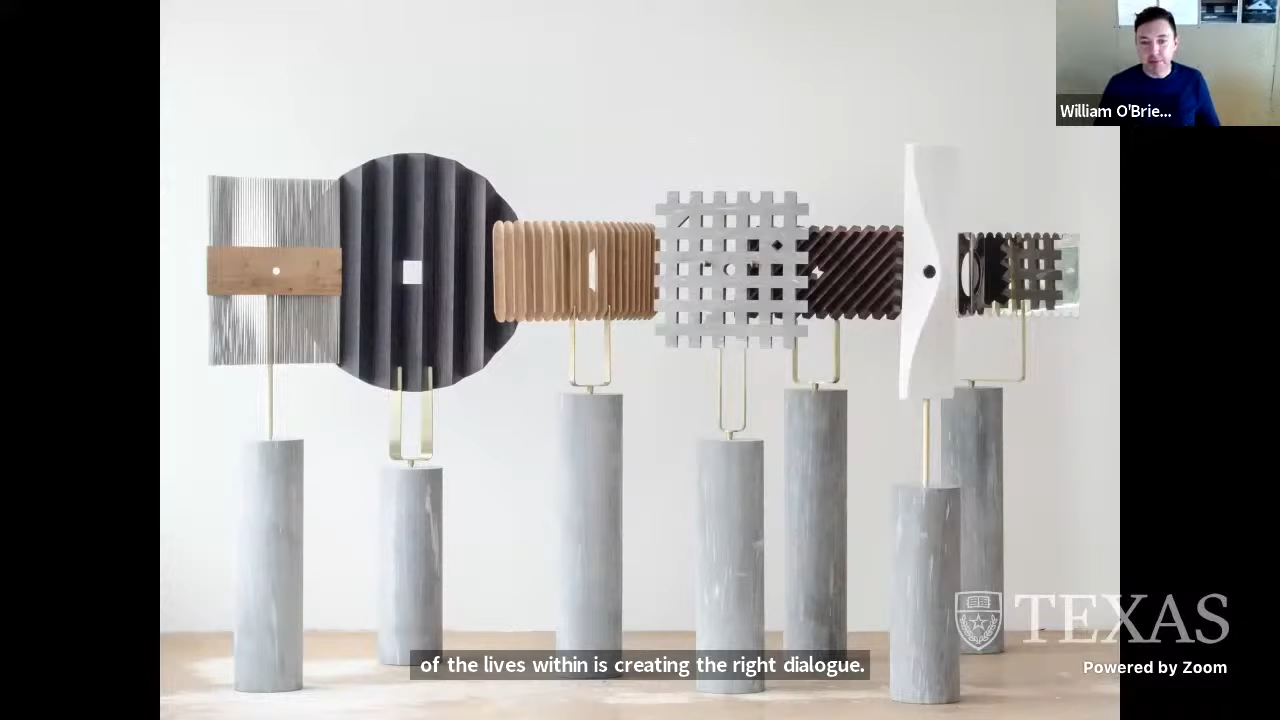 William O'Brie...
TEXAS
of the lives within is creating the right dialogue.
Powered by Zoom